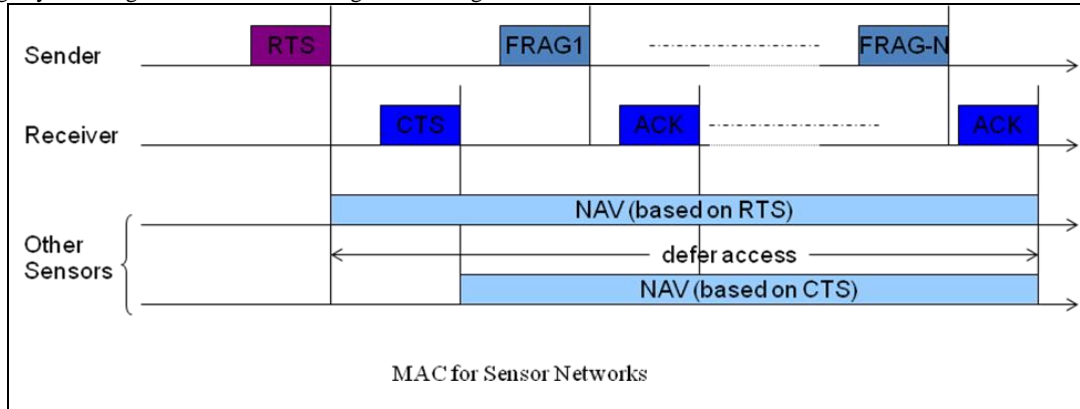 Sender
RTS
FRAG1
FRAG-N
Receiver
CTS
ACK
ACK
NAV (based on RTS)
Other
Sensors
defer access
NAV (based on CTS)
MAC for Sensor Networks